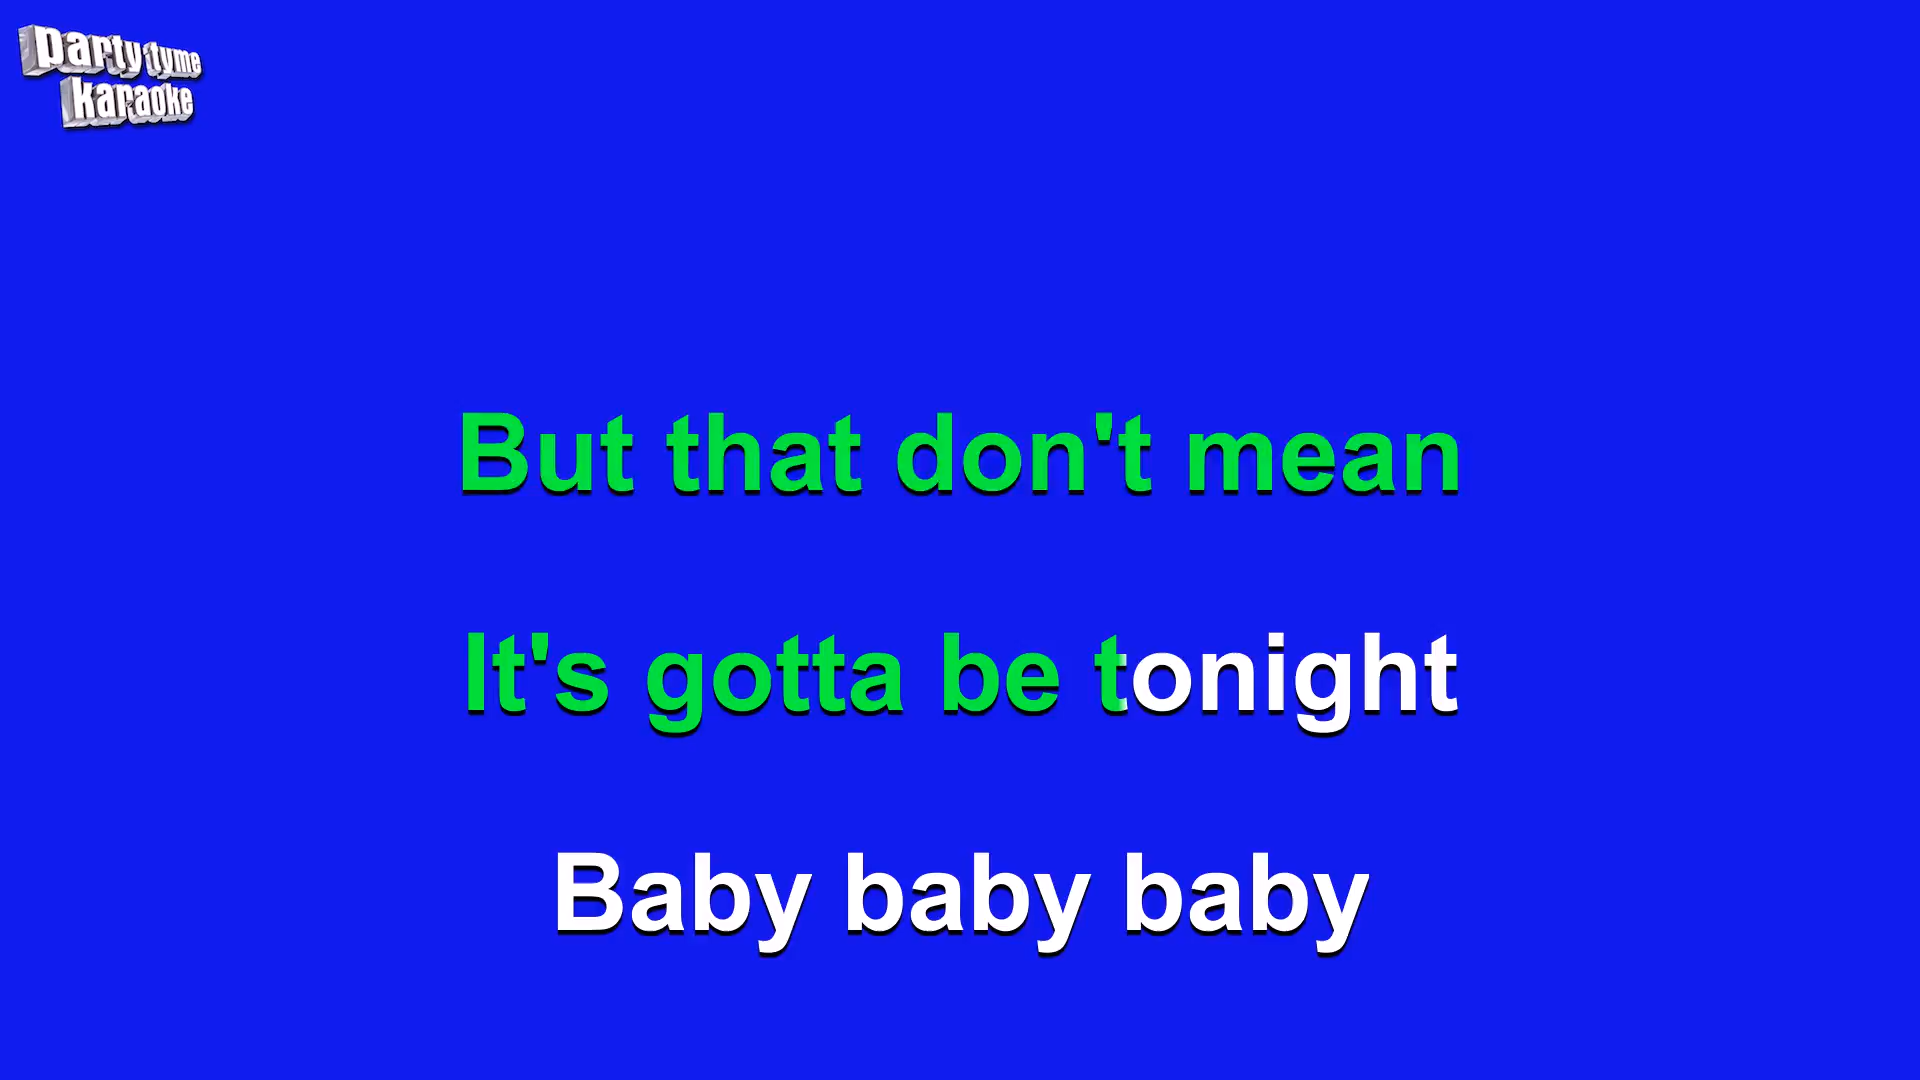 party tyme
karaoke
But that don't mean
It's gotta be tonight
Baby baby baby